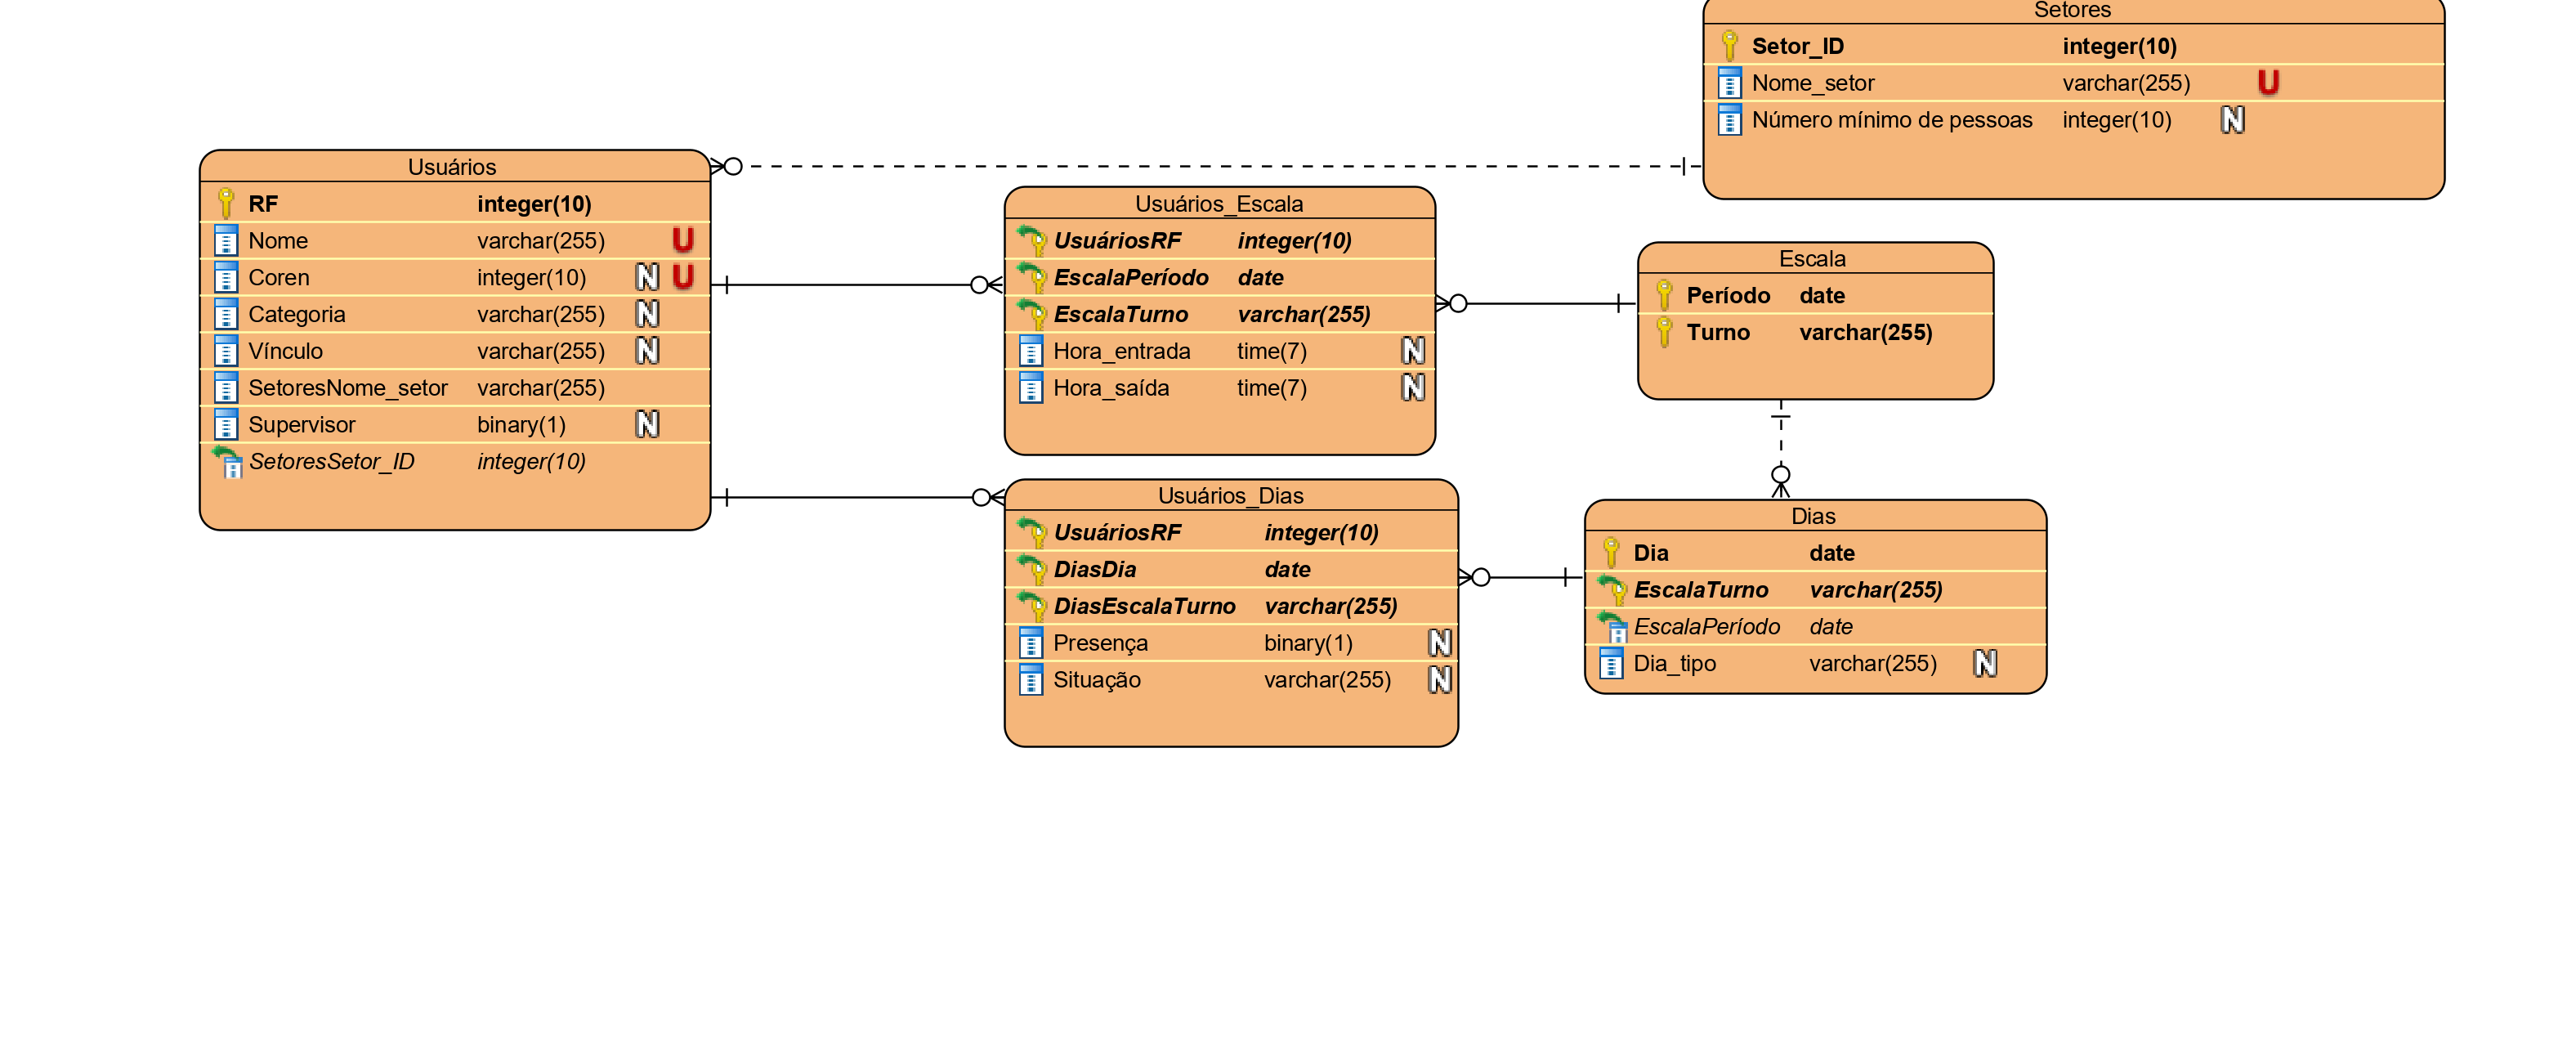 Setores
Setor_ID integer(10)
Nome_setor varchar(255) U
Número mínimo de pessoas integer(10) N
Usuários
RF integer(10)
Nome varchar(255) U
Coren integer(10) N U
Categoria varchar(255) N
Vínculo varchar(255) N
SetoresNome_setor varchar(255)
Supervisor binary(1) N
SetoresSetor_ID integer(10)
Usuários_Escala
UsuáriosRF integer(10)
EscalaPeríodo date
EscalaTurno varchar(255)
Hora_entrada time(7) N
Hora_saída time(7) N
Escala
Período date
Turno varchar(255)
Usuários_Dias
UsuáriosRF integer(10)
DiasDia date
DiasEscalaTurno varchar(255)
Presença binary(1) N
Situação varchar(255) N
Dias
Dia date
EscalaTurno varchar(255)
EscalaPeríodo date
Dia_tipo varchar(255) N